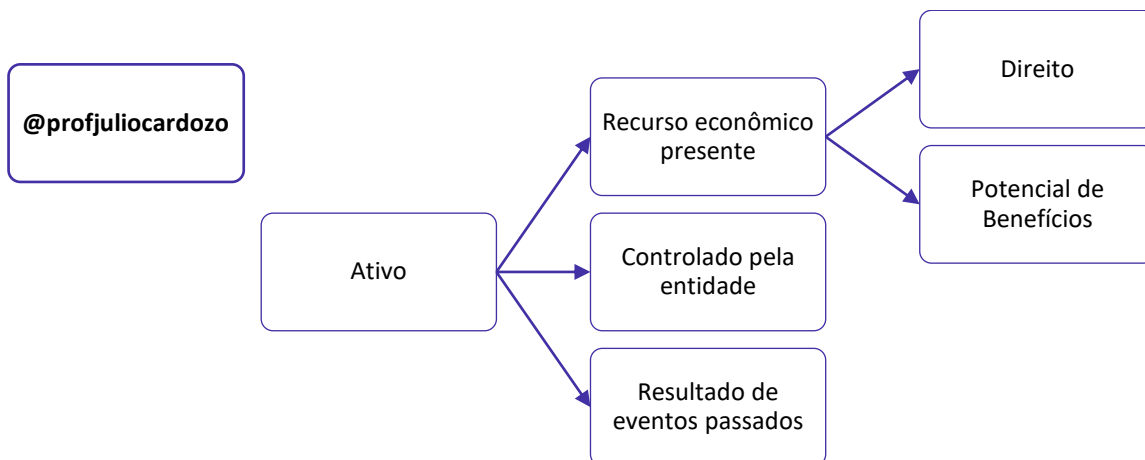 @profjuliocardozo
Ativo
Recurso econômico
presente
Controlado pela
entidade
Resultado de
eventos passados
Direito
Potencial de
Benefícios